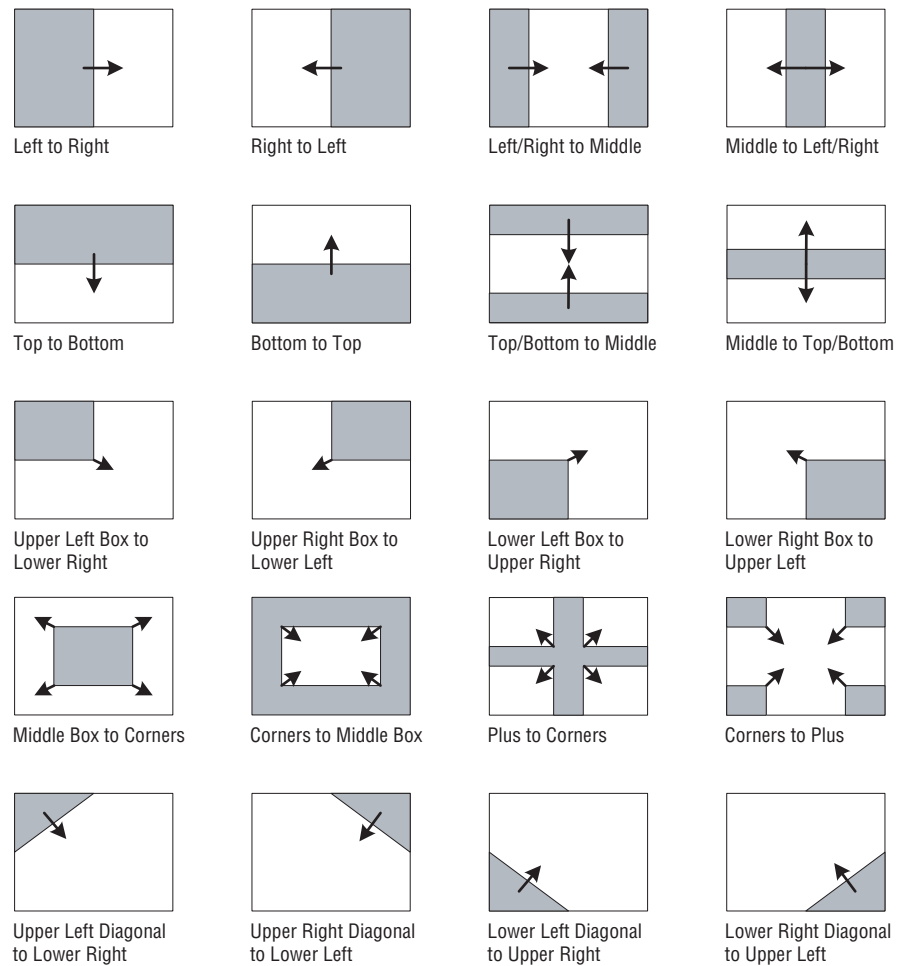 Left to Right
Right to Left
Left/Right to Middle
Middle to Left/Right
Top to Bottom
Bottom to Top
Top/Bottom to Middle
Middle to Top/Bottom
Upper Left Box to
Lower Right
Upper Right Box to
Lower Left
Lower Left Box to
Upper Right
Lower Right Box to
Upper Left
Middle Box to Corners
Corners to Middle Box
Plus to Corners
Corners to Plus
Upper Left Diagonal
to Lower Right
Upper Right Diagonal
to Lower Left
Lower Left Diagonal
to Upper Right
Lower Right Diagonal
to Upper Left